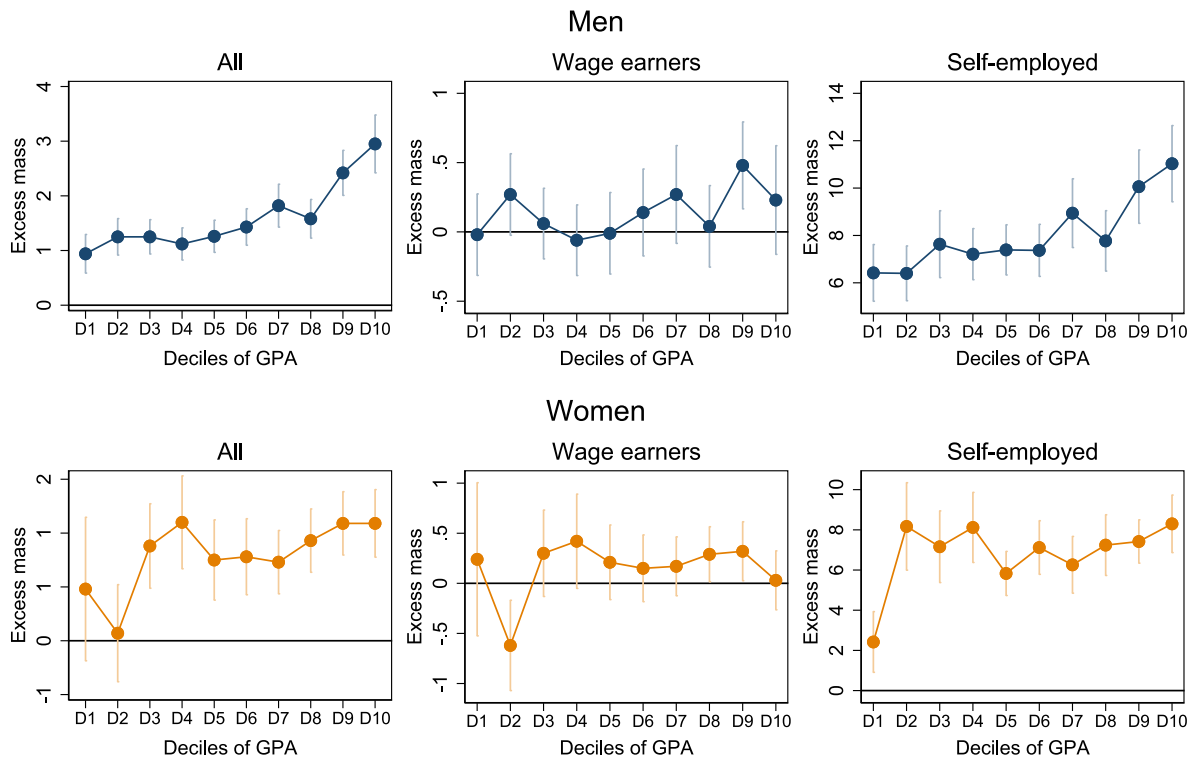 Men
All
Wage earners
Self-employed
Excess mass
4
3
2
1
0
D1 D2 D3 D4 D5 D6 D7 D8 D9 D10
Deciles of GPA
Excess mass
1
.5
0
-.5
D1 D2 D3 D4 D5 D6 D7 D8 D9 D10
Deciles of GPA
Excess mass
14
12
10
8
6
D1 D2 D3 D4 D5 D6 D7 D8 D9 D10
Deciles of GPA
Women
All
Wage earners
Self-employed
Excess mass
2
1
1
0
-1
D1 D2 D3 D4 D5 D6 D7 D8 D9 D10
Deciles of GPA
Excess mass
1
.5
0
-.5
-1
D1 D2 D3 D4 D5 D6 D7 D8 D9 D10
Deciles of GPA
Excess mass
10
8
6
4
2
0
D1 D2 D3 D4 D5 D6 D7 D8 D9 D10
Deciles of GPA